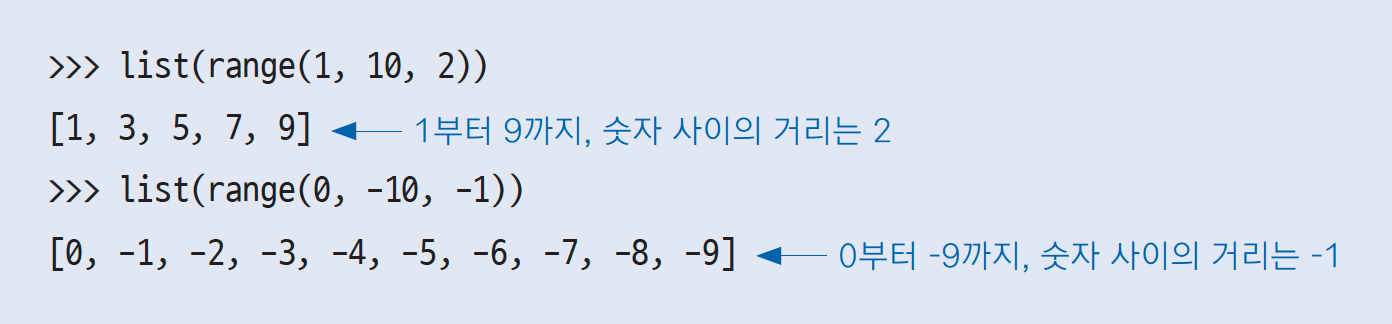 >>> list(range(1, 10, 2))
[1, 3, 5, 7, 9] 1부터 9까지, 숫자 사이의 거리는 2
>>> list(range(0, -10, -1))
[0, -1, -2, -3, -4, -5, -6, -7, -8, -9] 0부터 -9까지, 숫자 사이의 거리는 -1